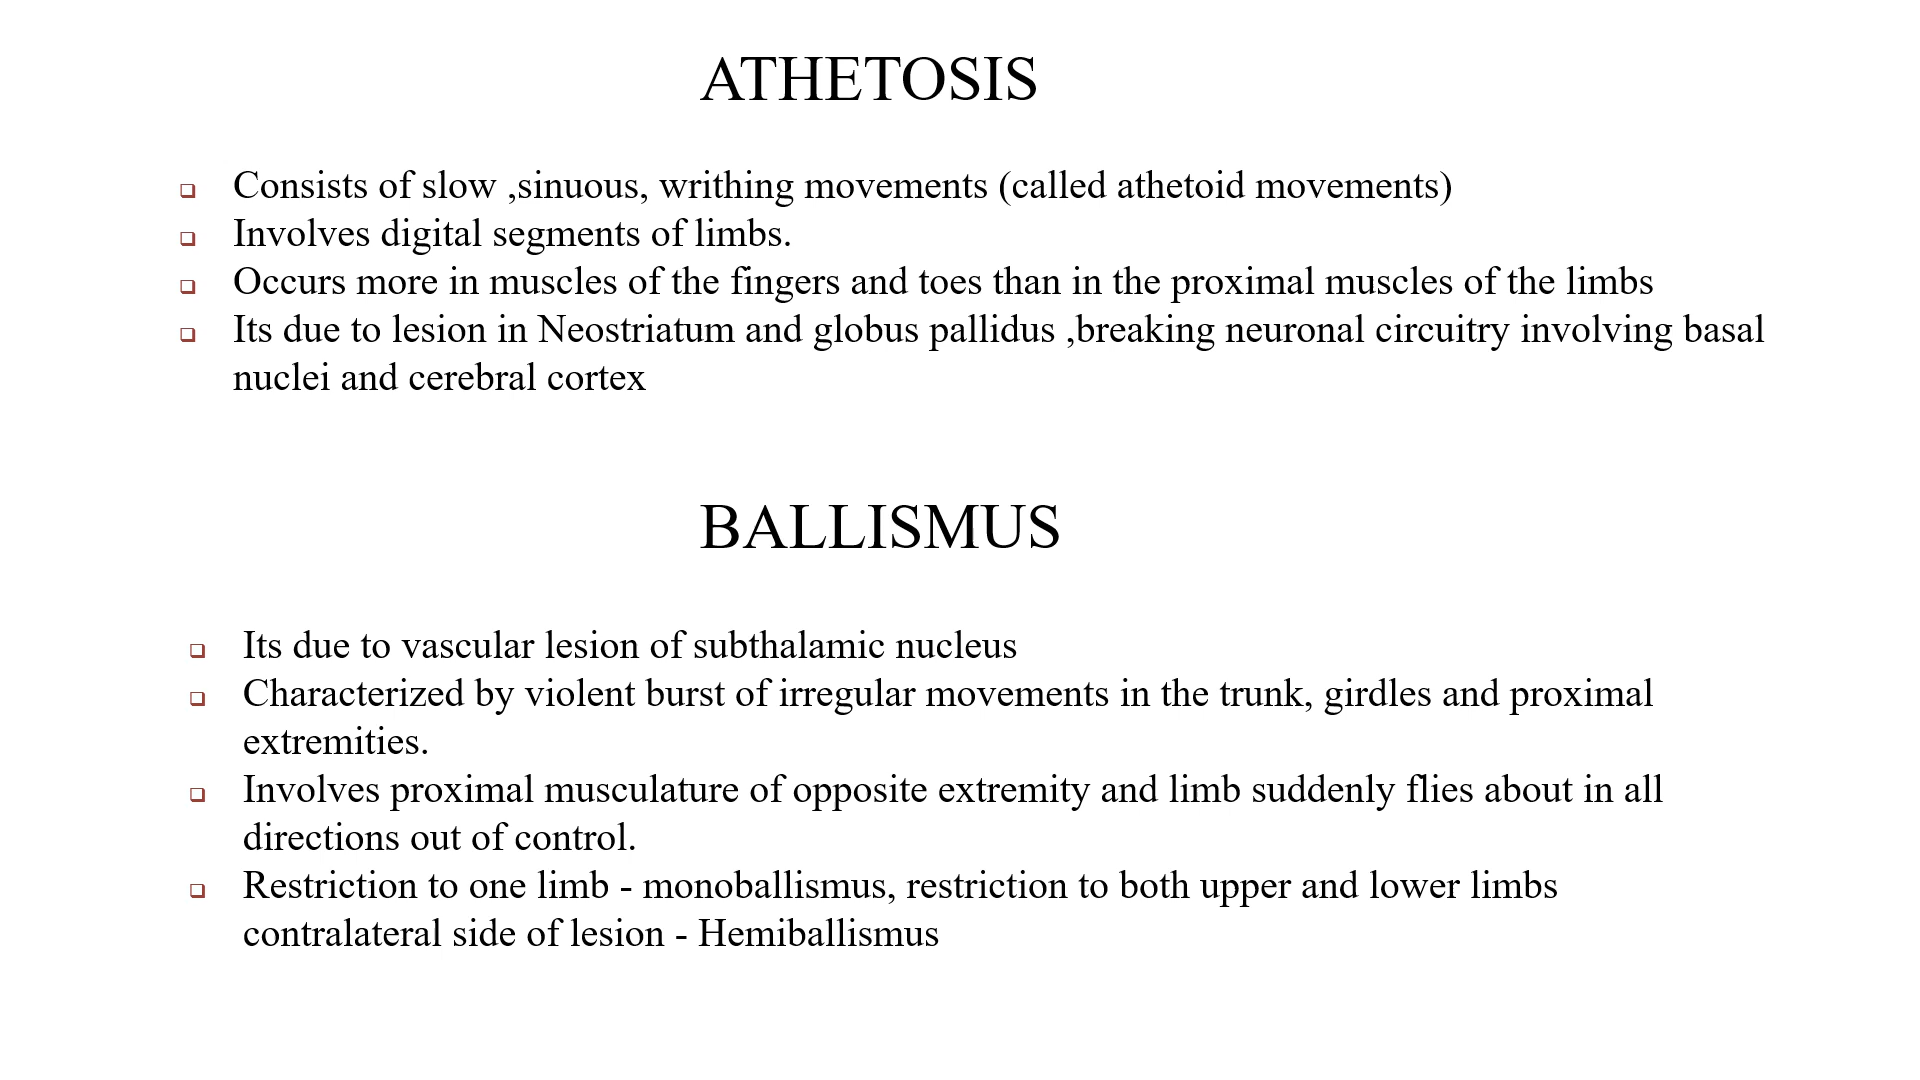 ATHETOSIS
❑ Consists of slow ,sinuous, writhing movements (called athetoid movements)
❑ Involves digital segments of limbs.
❑ Occurs more in muscles of the fingers and toes than in the proximal muscles of the limbs
❑ Its due to lesion in Neostriatum and globus pallidus ,breaking neuronal circuitry involving basal
nuclei and cerebral cortex
BALLISMUS
❑ Its due to vascular lesion of subthalamic nucleus
❑ Characterized by violent burst of irregular movements in the trunk, girdles and proximal
extremities.
❑ Involves proximal musculature of opposite extremity and limb suddenly flies about in all
directions out of control.
❑ Restriction to one limb - monoballismus, restriction to both upper and lower limbs
contralateral side of lesion - Hemiballismus